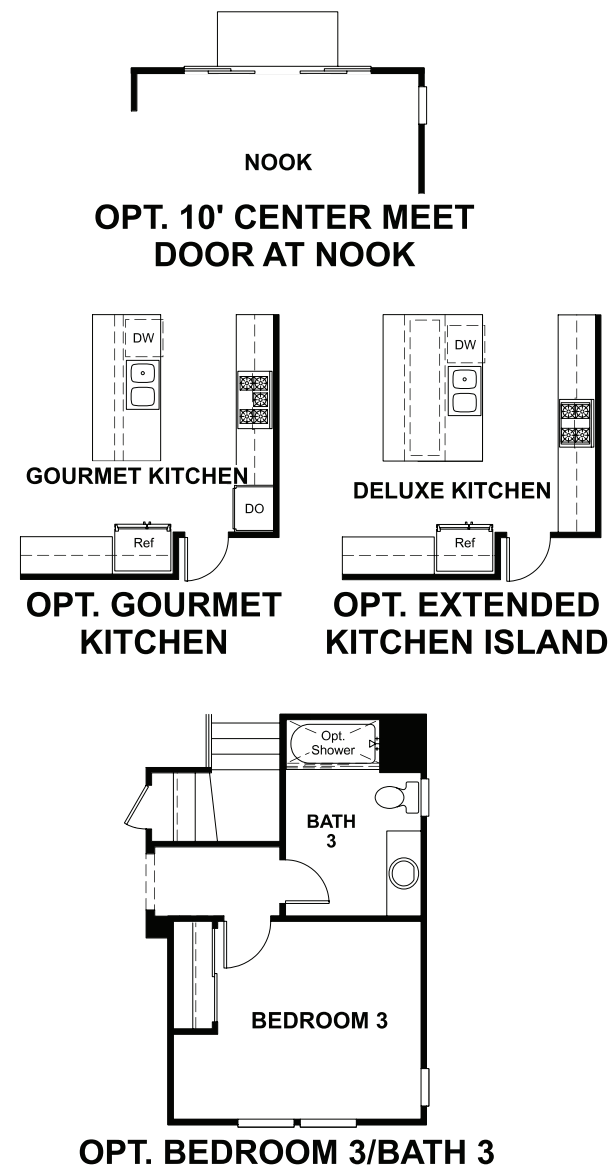 NOOK
OPT. 10' CENTER MEET
DOOR AT NOOK
DW
GOURMET KITCHEN
DO
Ref
OPT. GOURMET
KITCHEN
DW
DELUXE KITCHEN
Ref
OPT. EXTENDED
KITCHEN ISLAND
Opt.
Shower
BATH
3
BEDROOM 3
OPT. BEDROOM 3/BATH 3